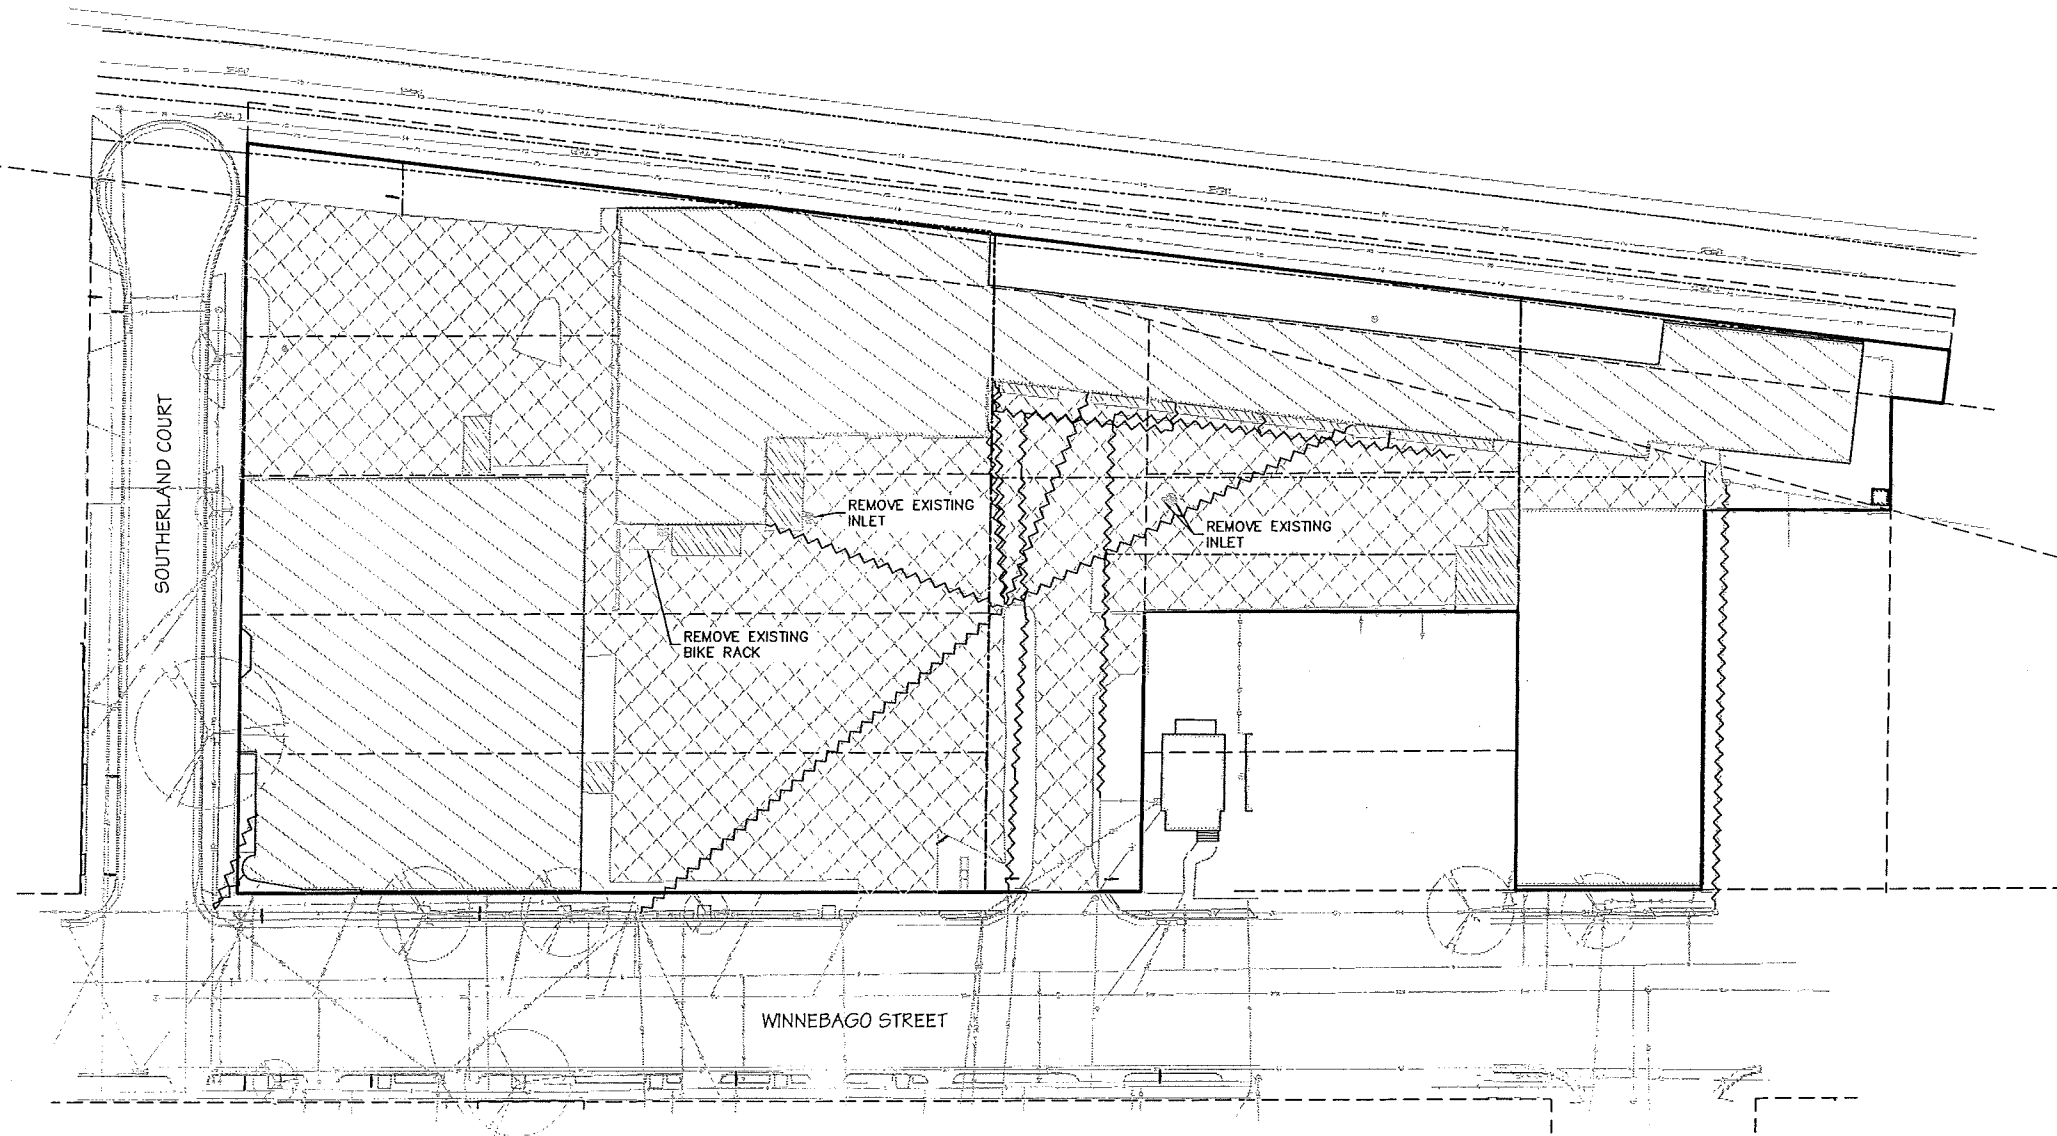 SOUTHERLAND COURT
REMOVE EXISTING
INLET
REMOVE EXISTING
INLET
REMOVE EXISTING
BIKE RACK
WINNEBAGO STREET